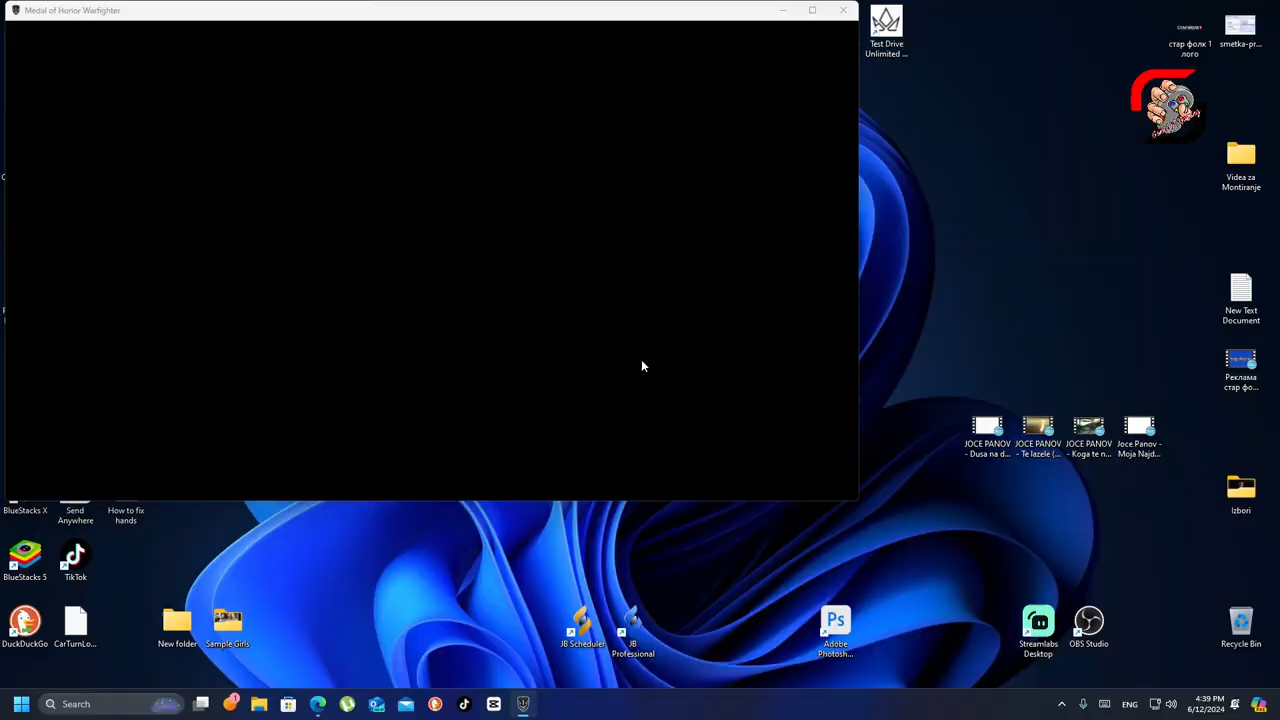 Medal of Honor Warfighter
Test Drive
Unlimited ...
стар фолк 1
лого
smetka-pr...
Videa za
Montiranje
New Text
Document
Реклама
стар фо...
JOCE PANOV
- Dusa na d...
JOCE PANOV
- Te lazele (...
JOCE PANOV
- Koga te n...
Joce Panov -
Moja Najd...
Izbori
BlueStacks X
Send
Anywhere
How to fix
hands
BlueStacks 5
TikTok
DuckDuckGo
CarTurnLo...
New folder
Sample Girls
JB Scheduler
JB
Professional
Ps
Adobe
Photosh...
Streamlabs
Desktop
OBS Studio
Recycle Bin
Search
1
ENG
4:39 PM
6/12/2024